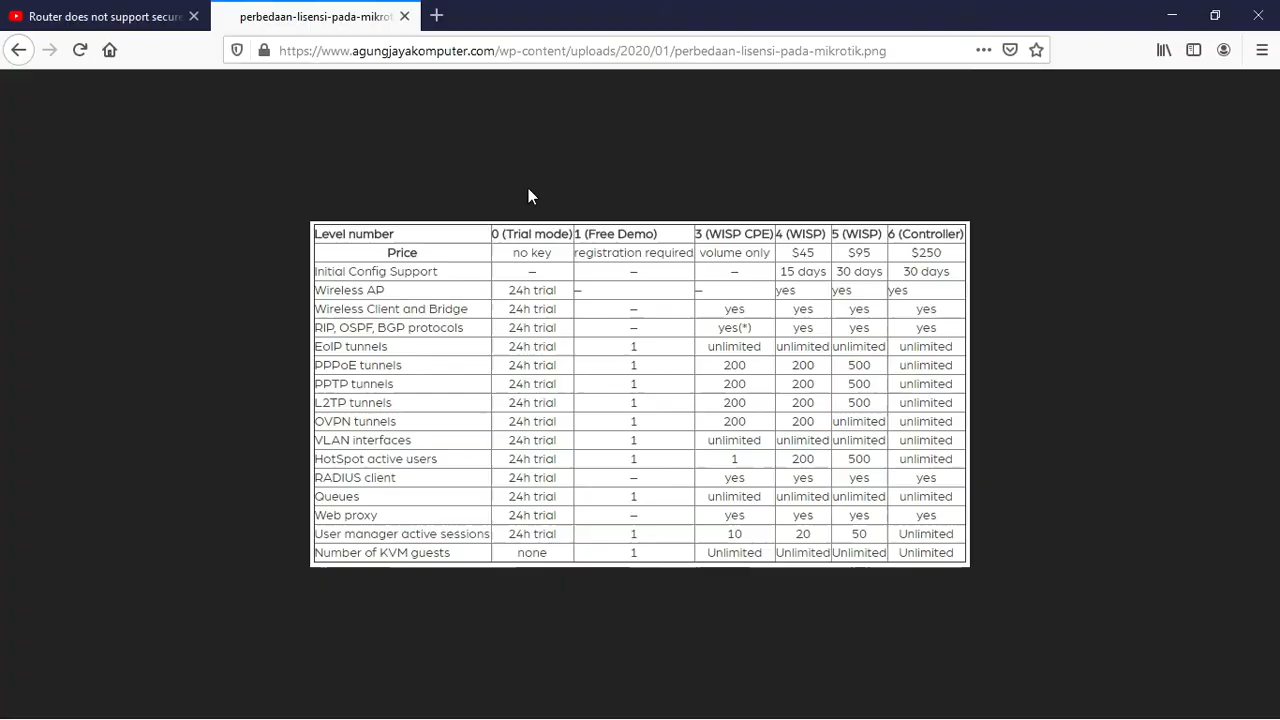 Router does not support secure
perbedaan-lisensi-pada-mikrot
https://www.agungjayakomputer.com/wp-content/uploads/2020/01/perbedaan-lisensi-pada-mikrotik.png
Level number 0 (Trial mode) 1 (Free Demo) 3 (WISP CPE) 4 (WISP) 5 (WISP) 6 (Controller)
Price no key registration required volume only $45 $95 $250
Initial Config Support – – – 15 days 30 days 30 days
Wireless AP 24h trial – – yes yes yes
Wireless Client and Bridge 24h trial – yes yes yes yes
RIP, OSPF, BGP protocols 24h trial – yes(*) yes yes yes
EoIP tunnels 24h trial 1 unlimited unlimited unlimited unlimited
PPPoE tunnels 24h trial 1 200 200 500 unlimited
PPTP tunnels 24h trial 1 200 200 500 unlimited
L2TP tunnels 24h trial 1 200 200 500 unlimited
OVPN tunnels 24h trial 1 200 200 unlimited unlimited
VLAN interfaces 24h trial 1 unlimited unlimited unlimited unlimited
HotSpot active users 24h trial 1 1 200 500 unlimited
RADIUS client 24h trial – yes yes yes yes
Queues 24h trial 1 unlimited unlimited unlimited unlimited
Web proxy 24h trial – yes yes yes yes
User manager active sessions 24h trial 1 10 20 50 Unlimited
Number of KVM guests none 1 Unlimited Unlimited Unlimited Unlimited